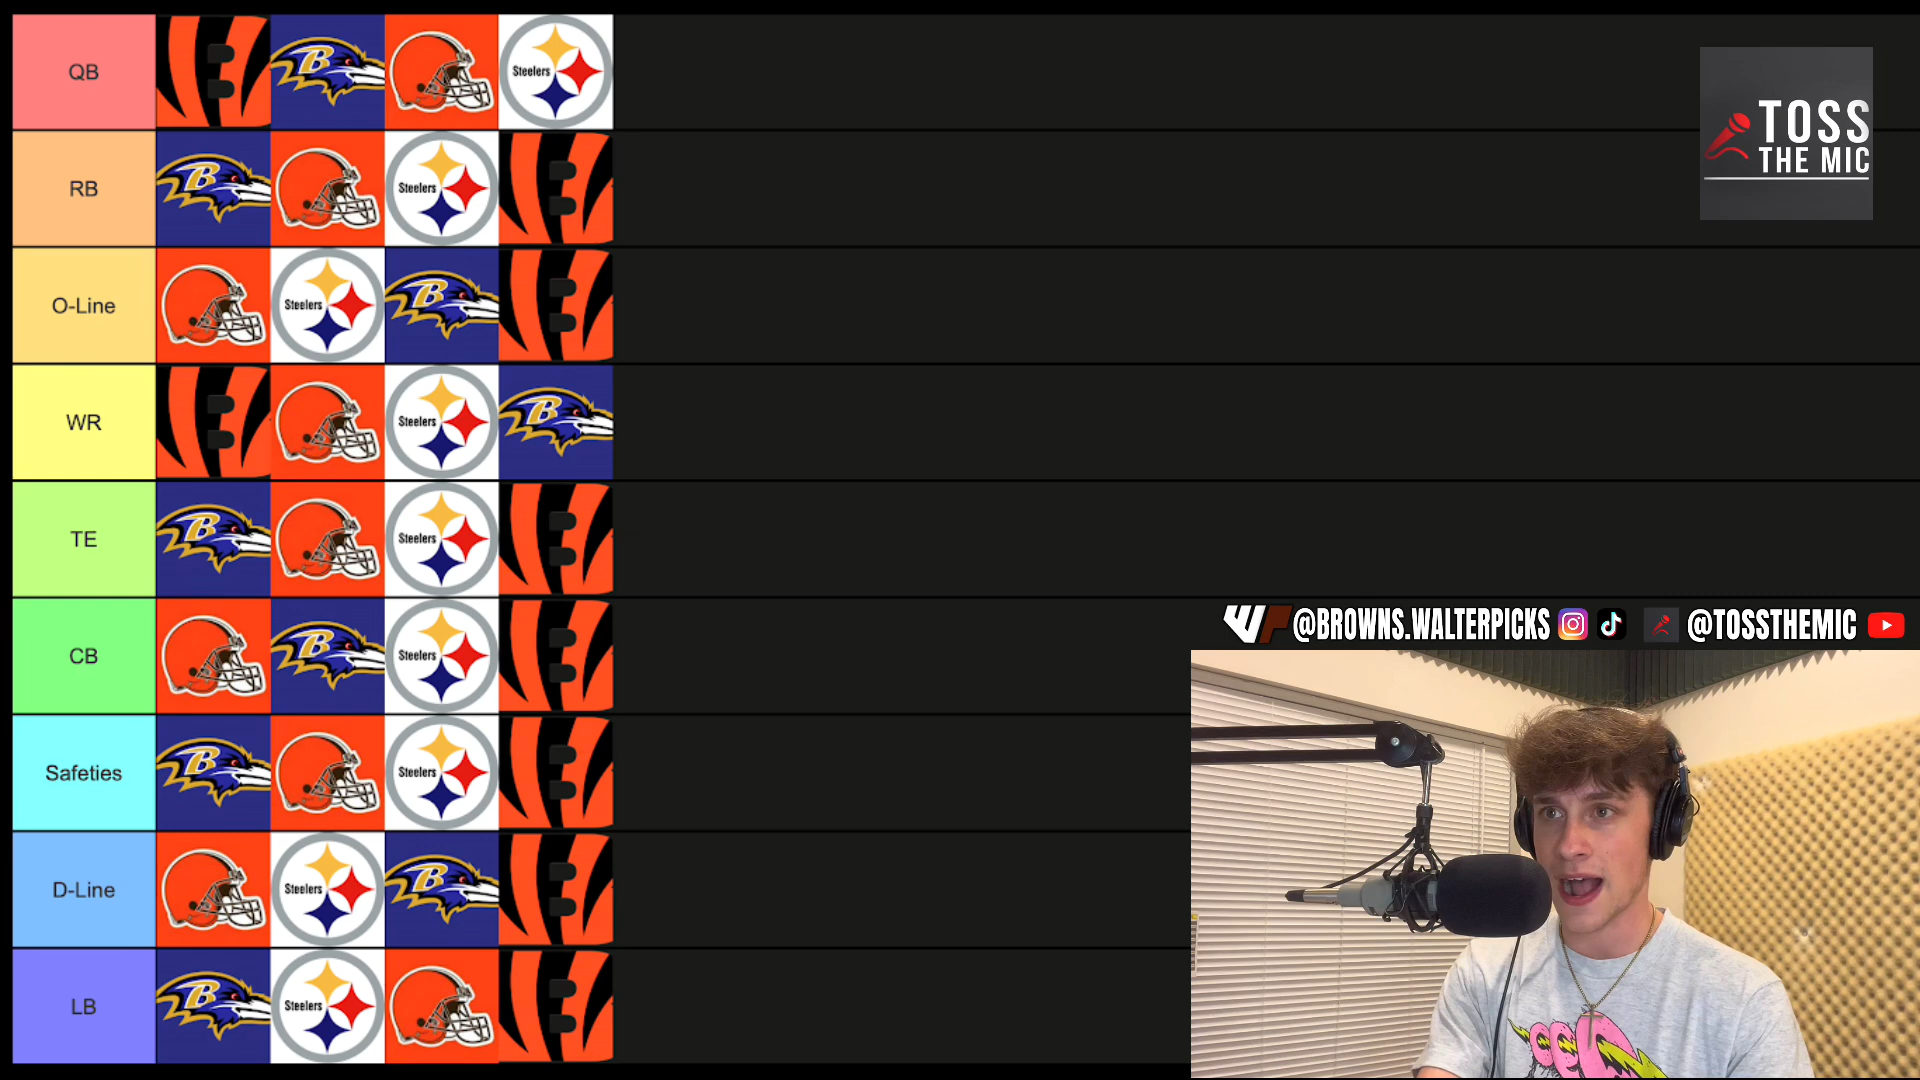 QB
Steelers
TOSS
THE MIC
RB
Steelers
O-Line
Steelers
WR
Steelers
TE
Steelers
CB
Steelers
@BROWNS.WALTERPICKS
@TOSSTHEMIC
Safeties
Steelers
D-Line
Steelers
LB
Steelers